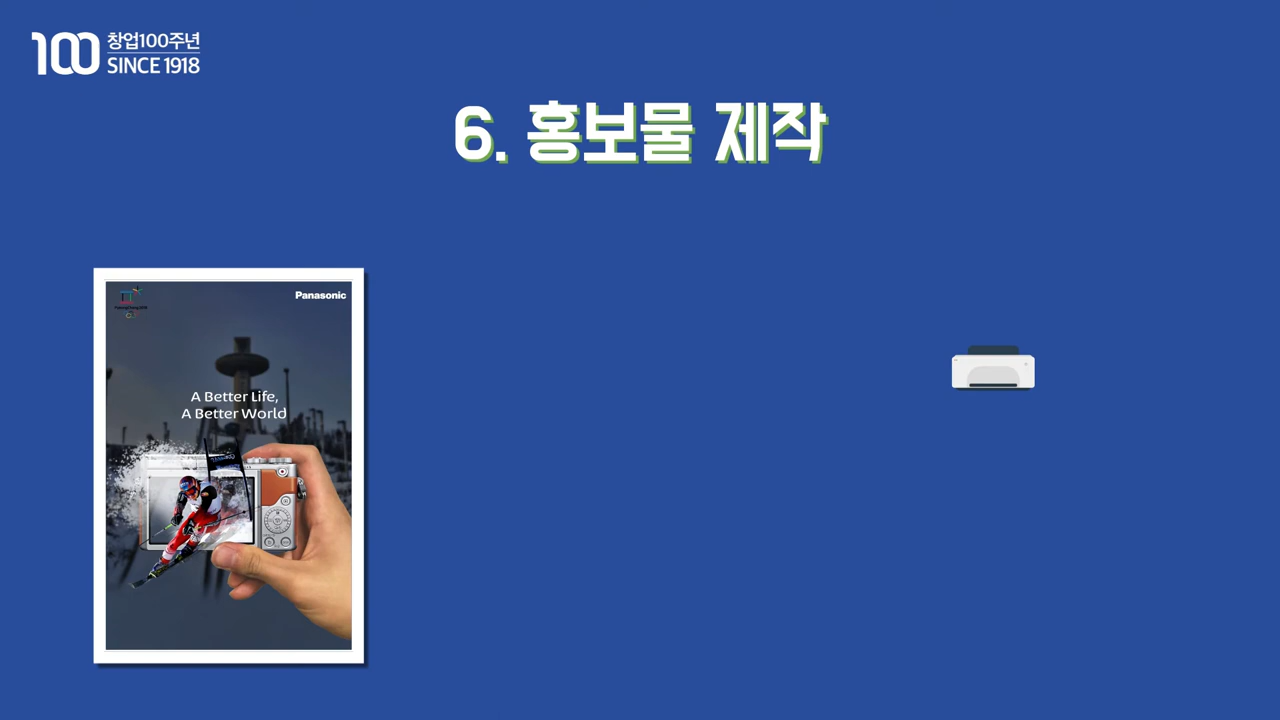 100 창업100주년
SINCE 1918
6. 홍보물 제작
Panasonic
A Better Life,
A Better World